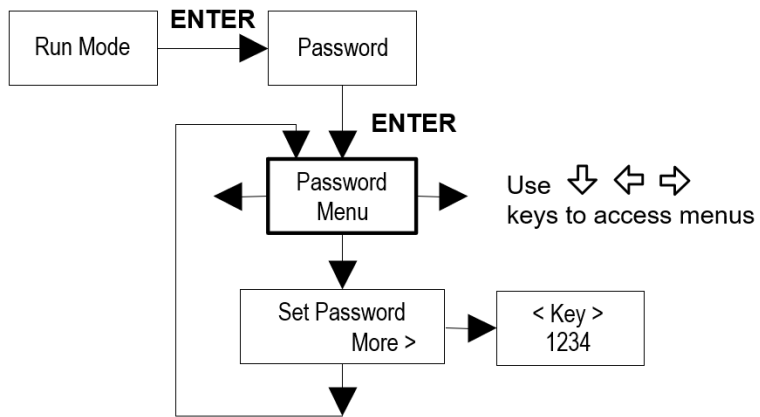 ENTER
Run Mode
Password
ENTER
Password
Menu
Use
keys to access menus
Set Password
More >
< Key >
1234